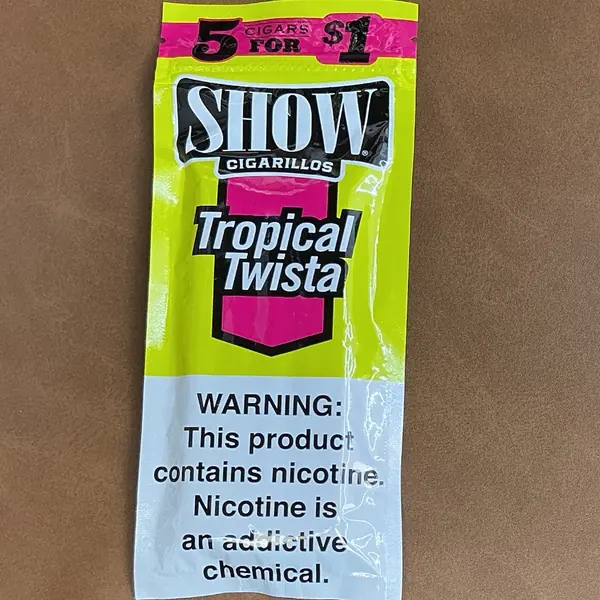 5 CIGARS FOR $1
SHOW®
CIGARILLOS
Tropical
Twista
WARNING:
This product
contains nicotine.
Nicotine is
an addictive
chemical.